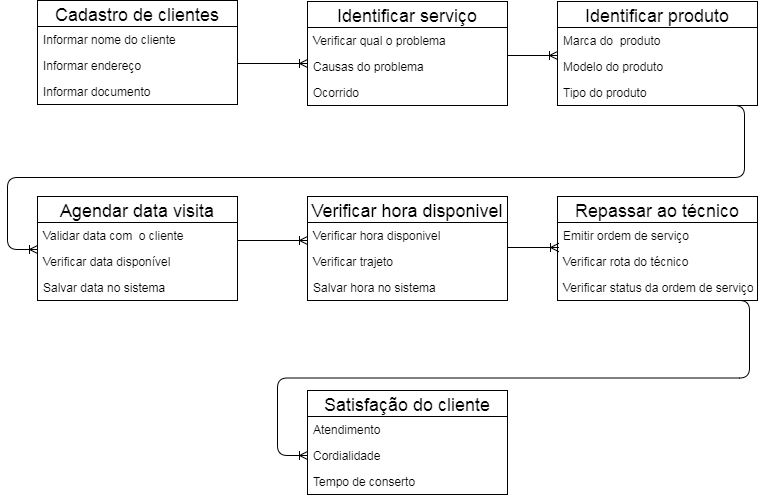 Cadastro de clientes
Informar nome do cliente
Informar endereço
Informar documento
Identificar serviço
Verificar qual o problema
Causas do problema
Ocorrido
Identificar produto
Marca do  produto
Modelo do produto
Tipo do produto
Agendar data visita
Validar data com  o cliente
Verificar data disponível
Salvar data no sistema
Verificar hora disponivel
Verificar hora disponivel
Verificar trajeto
Salvar hora no sistema
Repassar ao técnico
Emitir ordem de serviço
Verificar rota do técnico
Verificar status da ordem de serviço
Satisfação do cliente
Atendimento
Cordialidade
Tempo de conserto